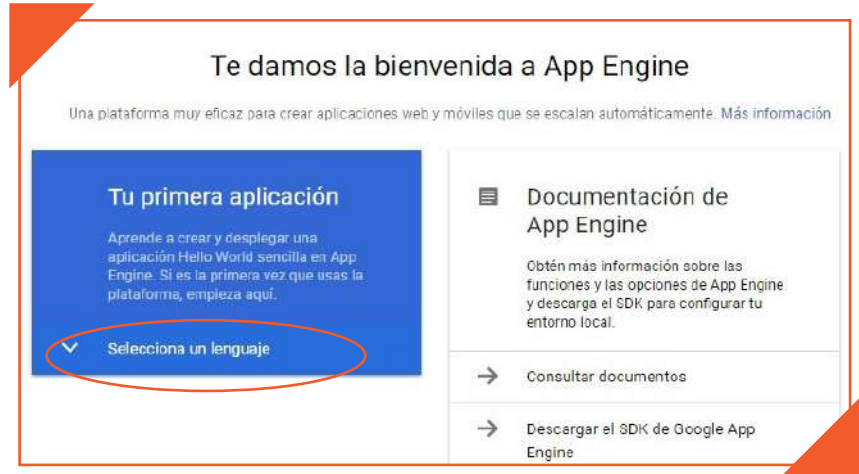 Te damos la bienvenida a App Engine
Una plataforma muy eficaz para crear aplicaciones web y móviles que se escalan automáticamente. Más información
Tu primera aplicación
Aprende a crear y desplegar una
aplicación Hello World sencilla en App
Engine. Si es la primera vez que usas la
plataforma, empieza aquí.
Selecciona un lenguaje
Documentación de
App Engine
Obtén más información sobre las
funciones y las opciones de App Engine
y descarga el SDK para configurar tu
entorno local.
Consultar documentos
Descargar el SDK de Google App
Engine